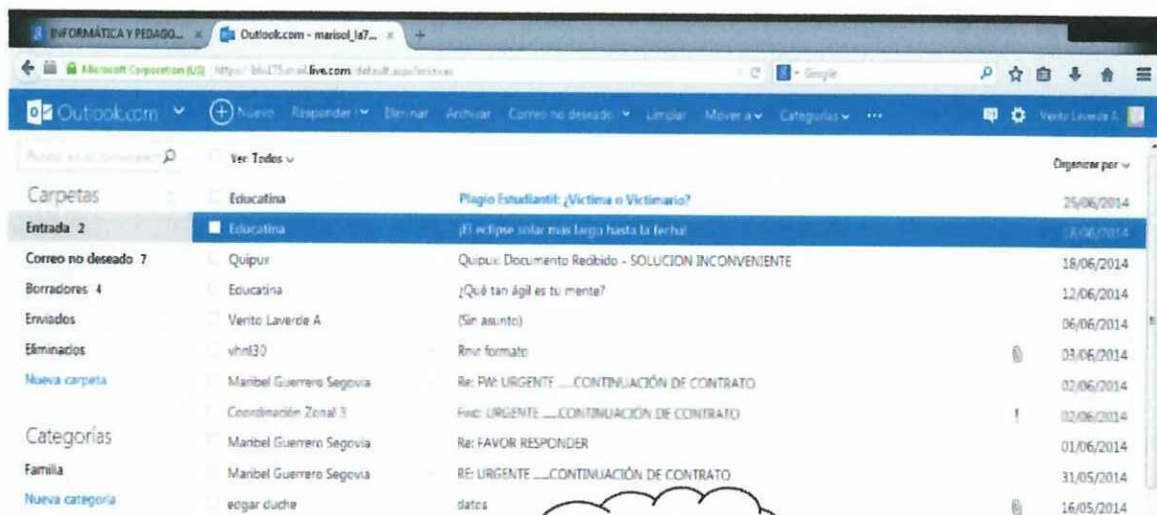 INFORMÁTICA Y PEDAGO... Outlook.com - marisol_la7...
Microsoft Corporation (US) live.com Google
Outlook.com Nuevo Responder Eliminar Archivar Correo no deseado Limpiar Mover a Categorías ... Verito Laverde A
Ver: Todos Organizar por
Carpetas
Educatina Plagio Estudiantil: ¿Víctima o Victimario? 25/06/2014
Entrada 2 Educatina ¡El eclipse solar más largo hasta la fecha! 18/06/2014
Correo no deseado 7 Quipux Quipux: Documento Recibido - SOLUCION INCONVENIENTE 18/06/2014
Borradores 4 Educatina ¿Qué tan ágil es tu mente? 12/06/2014
Enviados Verito Laverde A (Sin asunto) 06/06/2014
Eliminados formato 03/06/2014
Nueva carpeta Maribel Guerrero Segovia Re: FW: URGENTE .....CONTINUACIÓN DE CONTRATO 02/06/2014
Coordinación Zonal 3 URGENTE .....CONTINUACIÓN DE CONTRATO ! 02/06/2014
Categorías Maribel Guerrero Segovia Re: FAVOR RESPONDER 01/06/2014
Familia Maribel Guerrero Segovia RE: URGENTE .....CONTINUACIÓN DE CONTRATO 31/05/2014
Nueva categoría edgar duche datos 16/05/2014